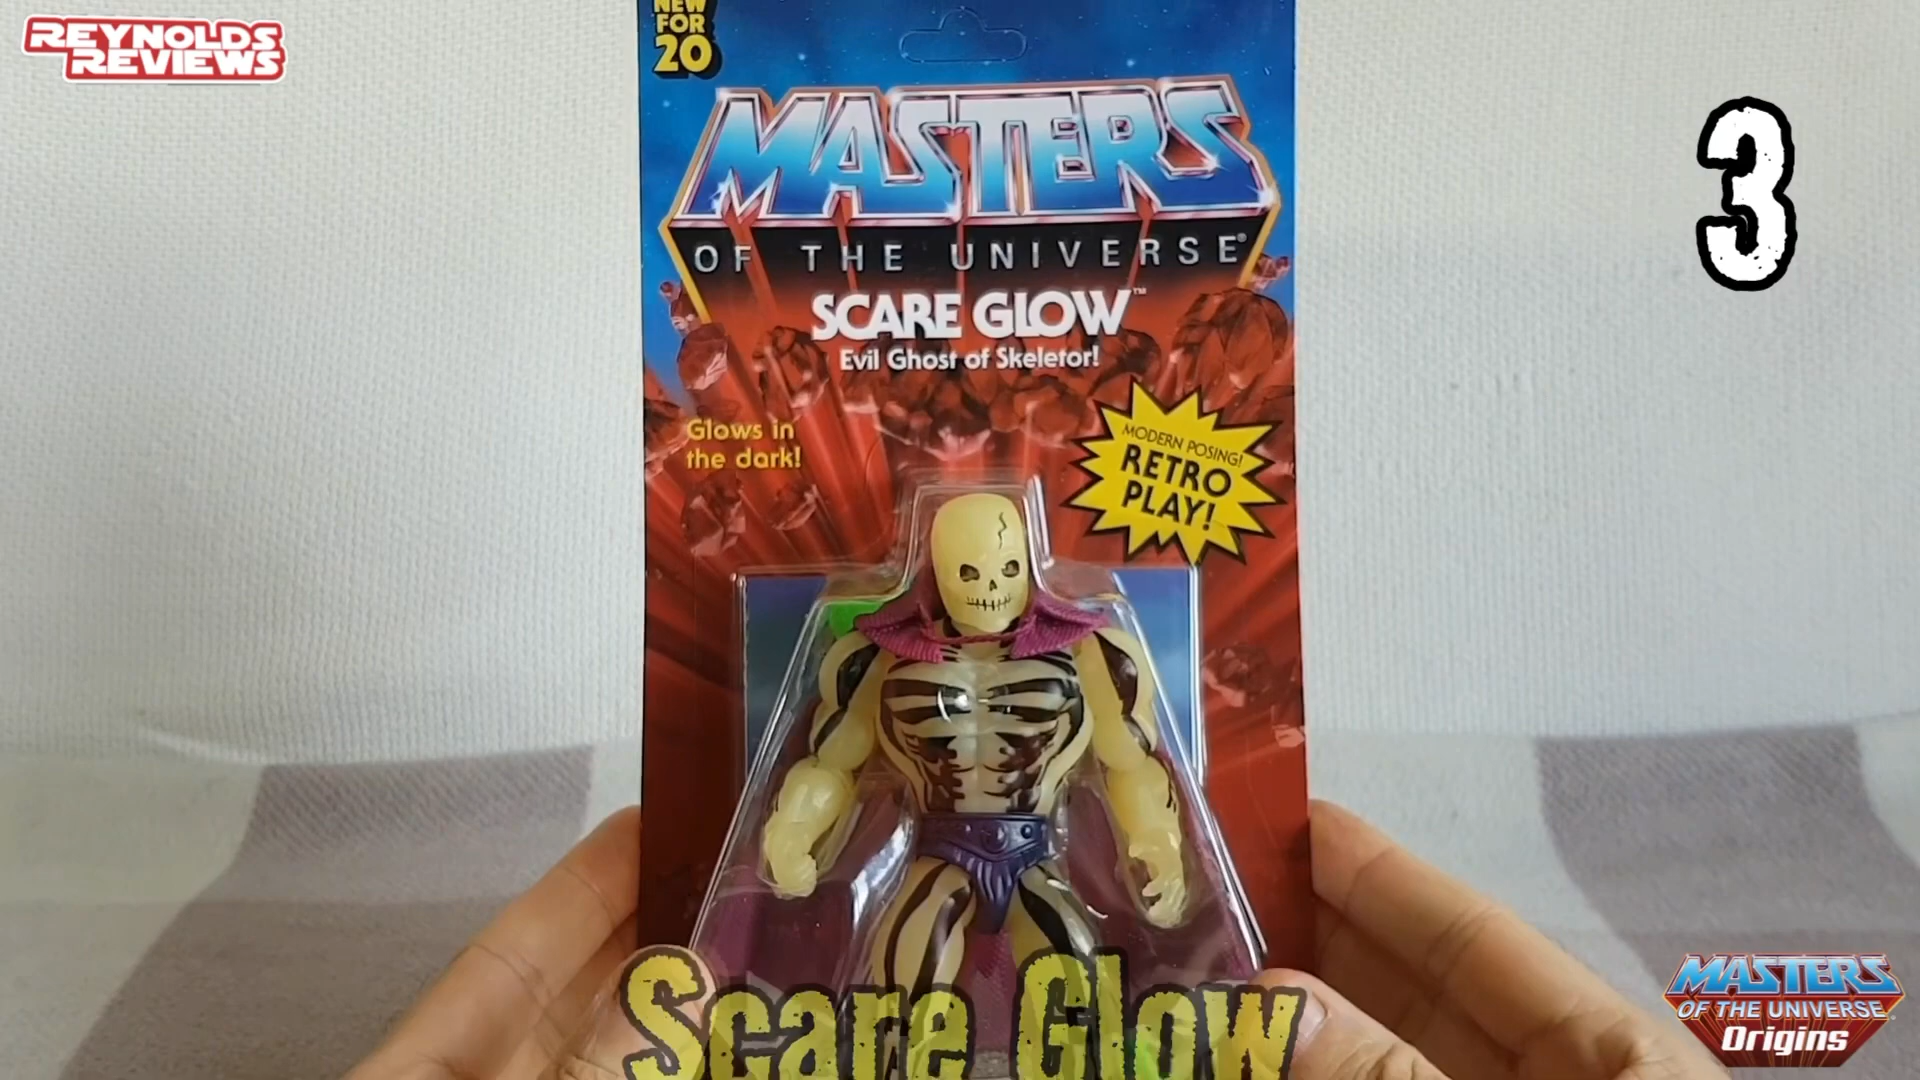 REYNOLDS
REVIEWS
NEW
FOR
20
MASTERS
OF THE UNIVERSE®
SCARE GLOW™
Evil Ghost of Skeletor!
Glows in
the dark!
MODERN POSING!
RETRO
PLAY!
3
Scare Glow
MASTERS
OF THE UNIVERSE
Origins